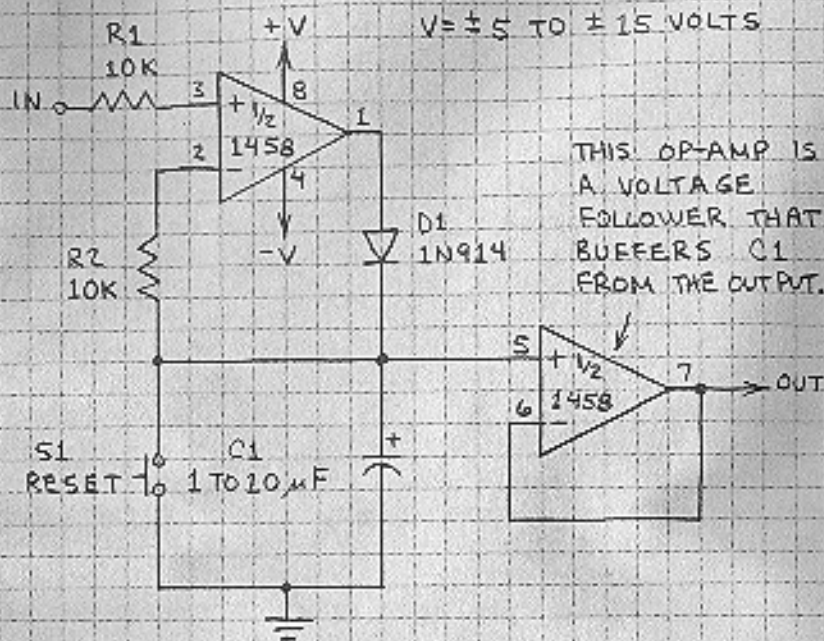 R1
10K
+V
V= ± 5 TO ± 15 VOLTS
IN
3
+
1/2
1458
8
1
2
-
4
-V
R2
10K
D1
1N914
THIS OP-AMP IS
A VOLTAGE
FOLLOWER THAT
BUFFERS C1
FROM THE OUTPUT.
5
+
1/2
1458
7
OUT
6
-
S1
RESET
C1
1 TO 20 μF
+